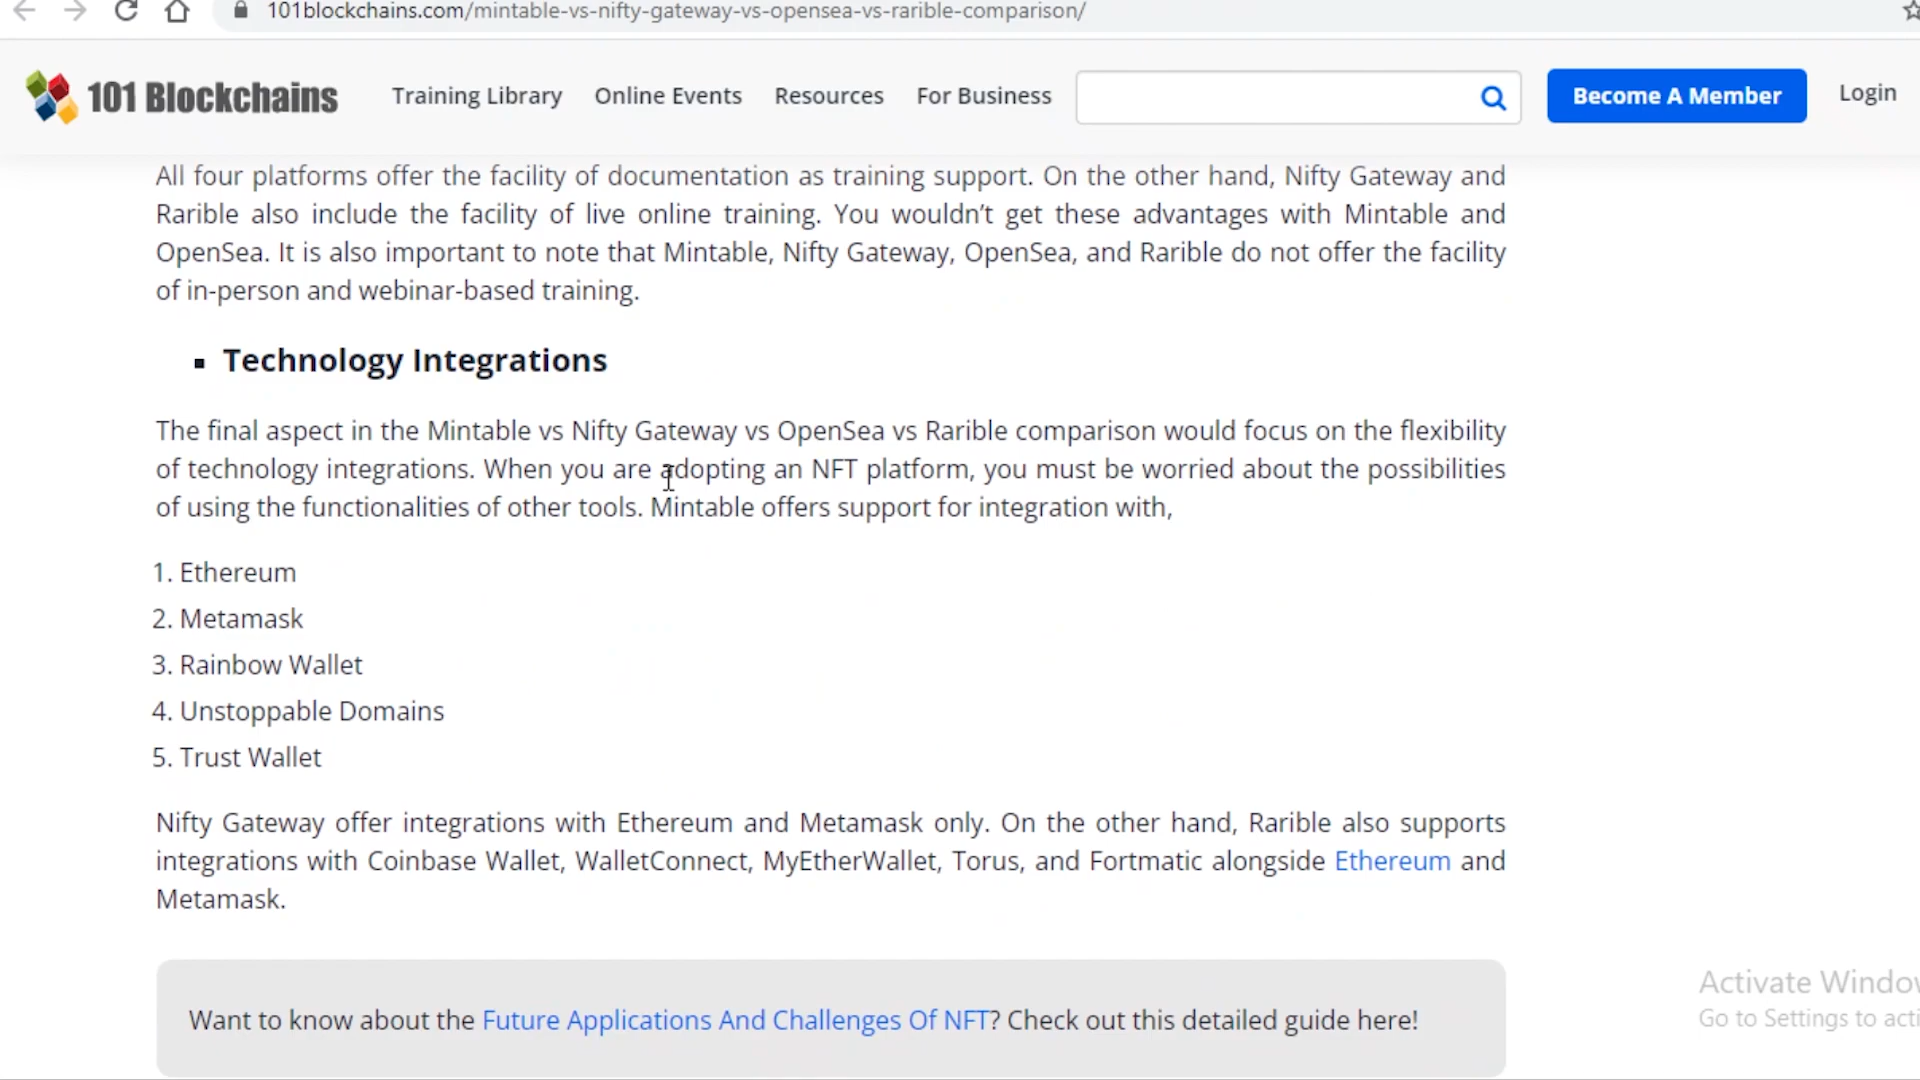 101blockchains.com/mintable-vs-nifty-gateway-vs-opensea-vs-rarible-comparison/
101 Blockchains Training Library Online Events Resources For Business Become A Member Login
All four platforms offer the facility of documentation as training support. On the other hand, Nifty Gateway and
Rarible also include the facility of live online training. You wouldn’t get these advantages with Mintable and
OpenSea. It is also important to note that Mintable, Nifty Gateway, OpenSea, and Rarible do not offer the facility
of in-person and webinar-based training.
▪ Technology Integrations
The final aspect in the Mintable vs Nifty Gateway vs OpenSea vs Rarible comparison would focus on the flexibility
of technology integrations. When you are adopting an NFT platform, you must be worried about the possibilities
of using the functionalities of other tools. Mintable offers support for integration with,
1. Ethereum
2. Metamask
3. Rainbow Wallet
4. Unstoppable Domains
5. Trust Wallet
Nifty Gateway offer integrations with Ethereum and Metamask only. On the other hand, Rarible also supports
integrations with Coinbase Wallet, WalletConnect, MyEtherWallet, Torus, and Fortmatic alongside Ethereum and
Metamask.
Want to know about the Future Applications And Challenges Of NFT? Check out this detailed guide here!
Activate Window
Go to Settings to acti